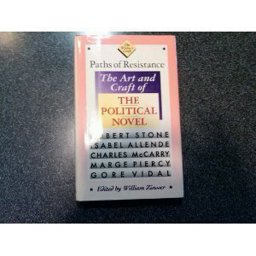 Paths of Resistance
The Art and
Craft of
THE
POLITICAL
NOVEL
ROBERT STONE
ISABEL ALLENDE
CHARLES McCARRY
MARGE PIERCY
GORE VIDAL
Edited by William Zinsser